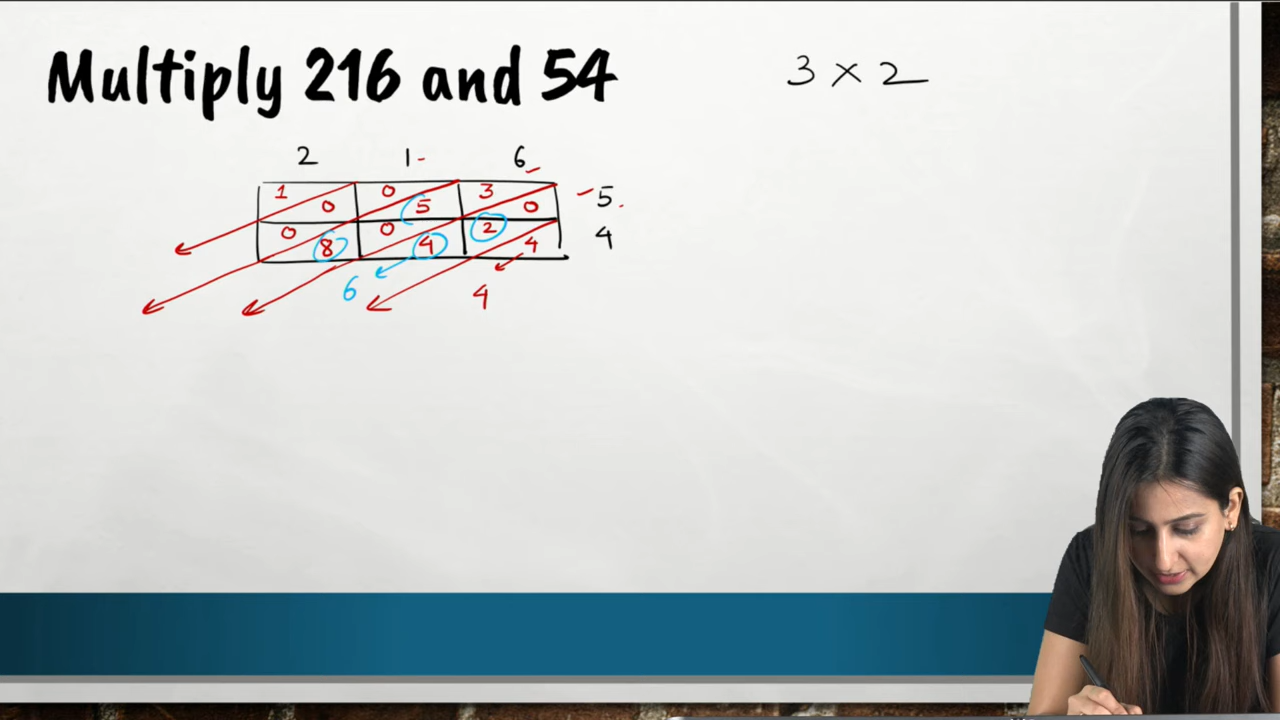 Multiply 216 and 54
3 × 2
2 1 6
1 0 0 5 3 0 5
0 8 0 4 2 4 4
6 4